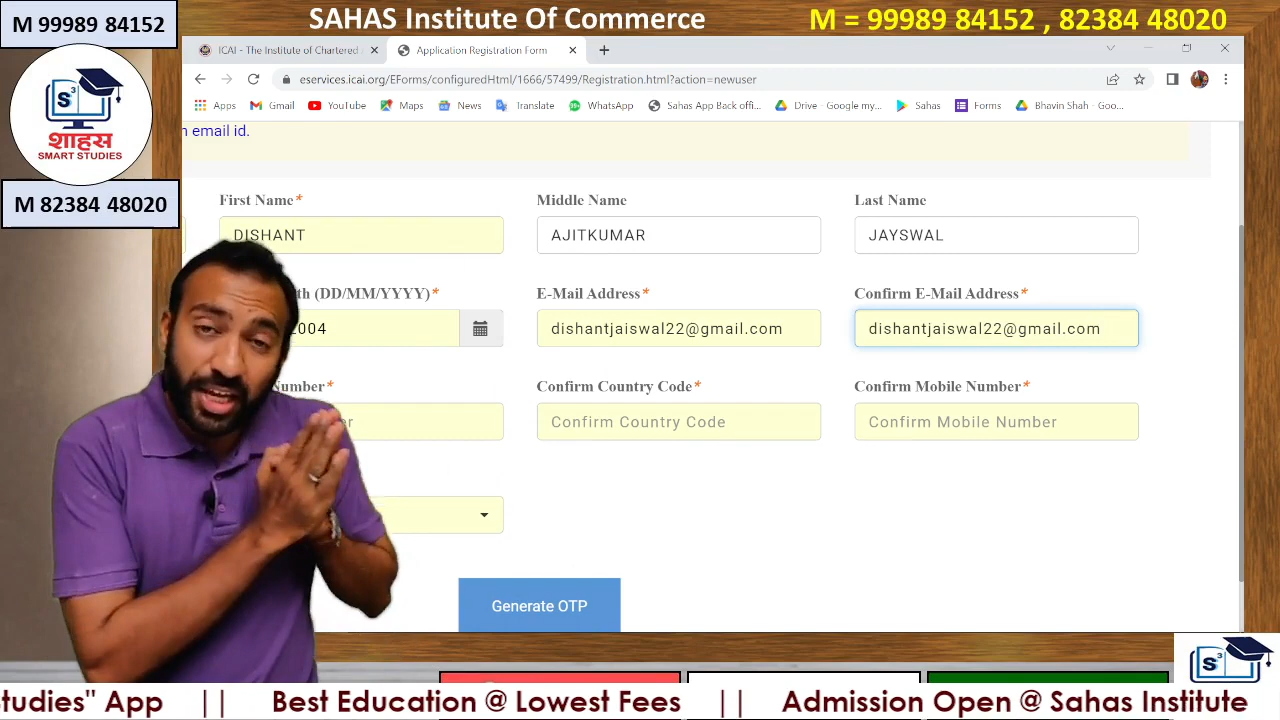 M 99989 84152
SAHAS Institute Of Commerce
M = 99989 84152 , 82384 48020
S3
शाहस
SMART STUDIES
M 82384 48020
ICAI - The Institute of Chartered
Application Registration Form
eservices.icai.org/EForms/configuredHtml/1666/57499/Registration.html?action=newuser
Apps Gmail YouTube Maps News Translate WhatsApp Sahas App Back offi... Drive - Google my... Sahas Forms Bhavin Shah - Goo...
n email id.
First Name* Middle Name Last Name
DISHANT AJITKUMAR JAYSWAL
th (DD/MM/YYYY)* E-Mail Address* Confirm E-Mail Address*
2004 dishantjaiswal22@gmail.com dishantjaiswal22@gmail.com
Number* Confirm Country Code* Confirm Mobile Number*
Confirm Country Code Confirm Mobile Number
Generate OTP
S3
tudies" App || Best Education @ Lowest Fees || Admission Open @ Sahas Institute